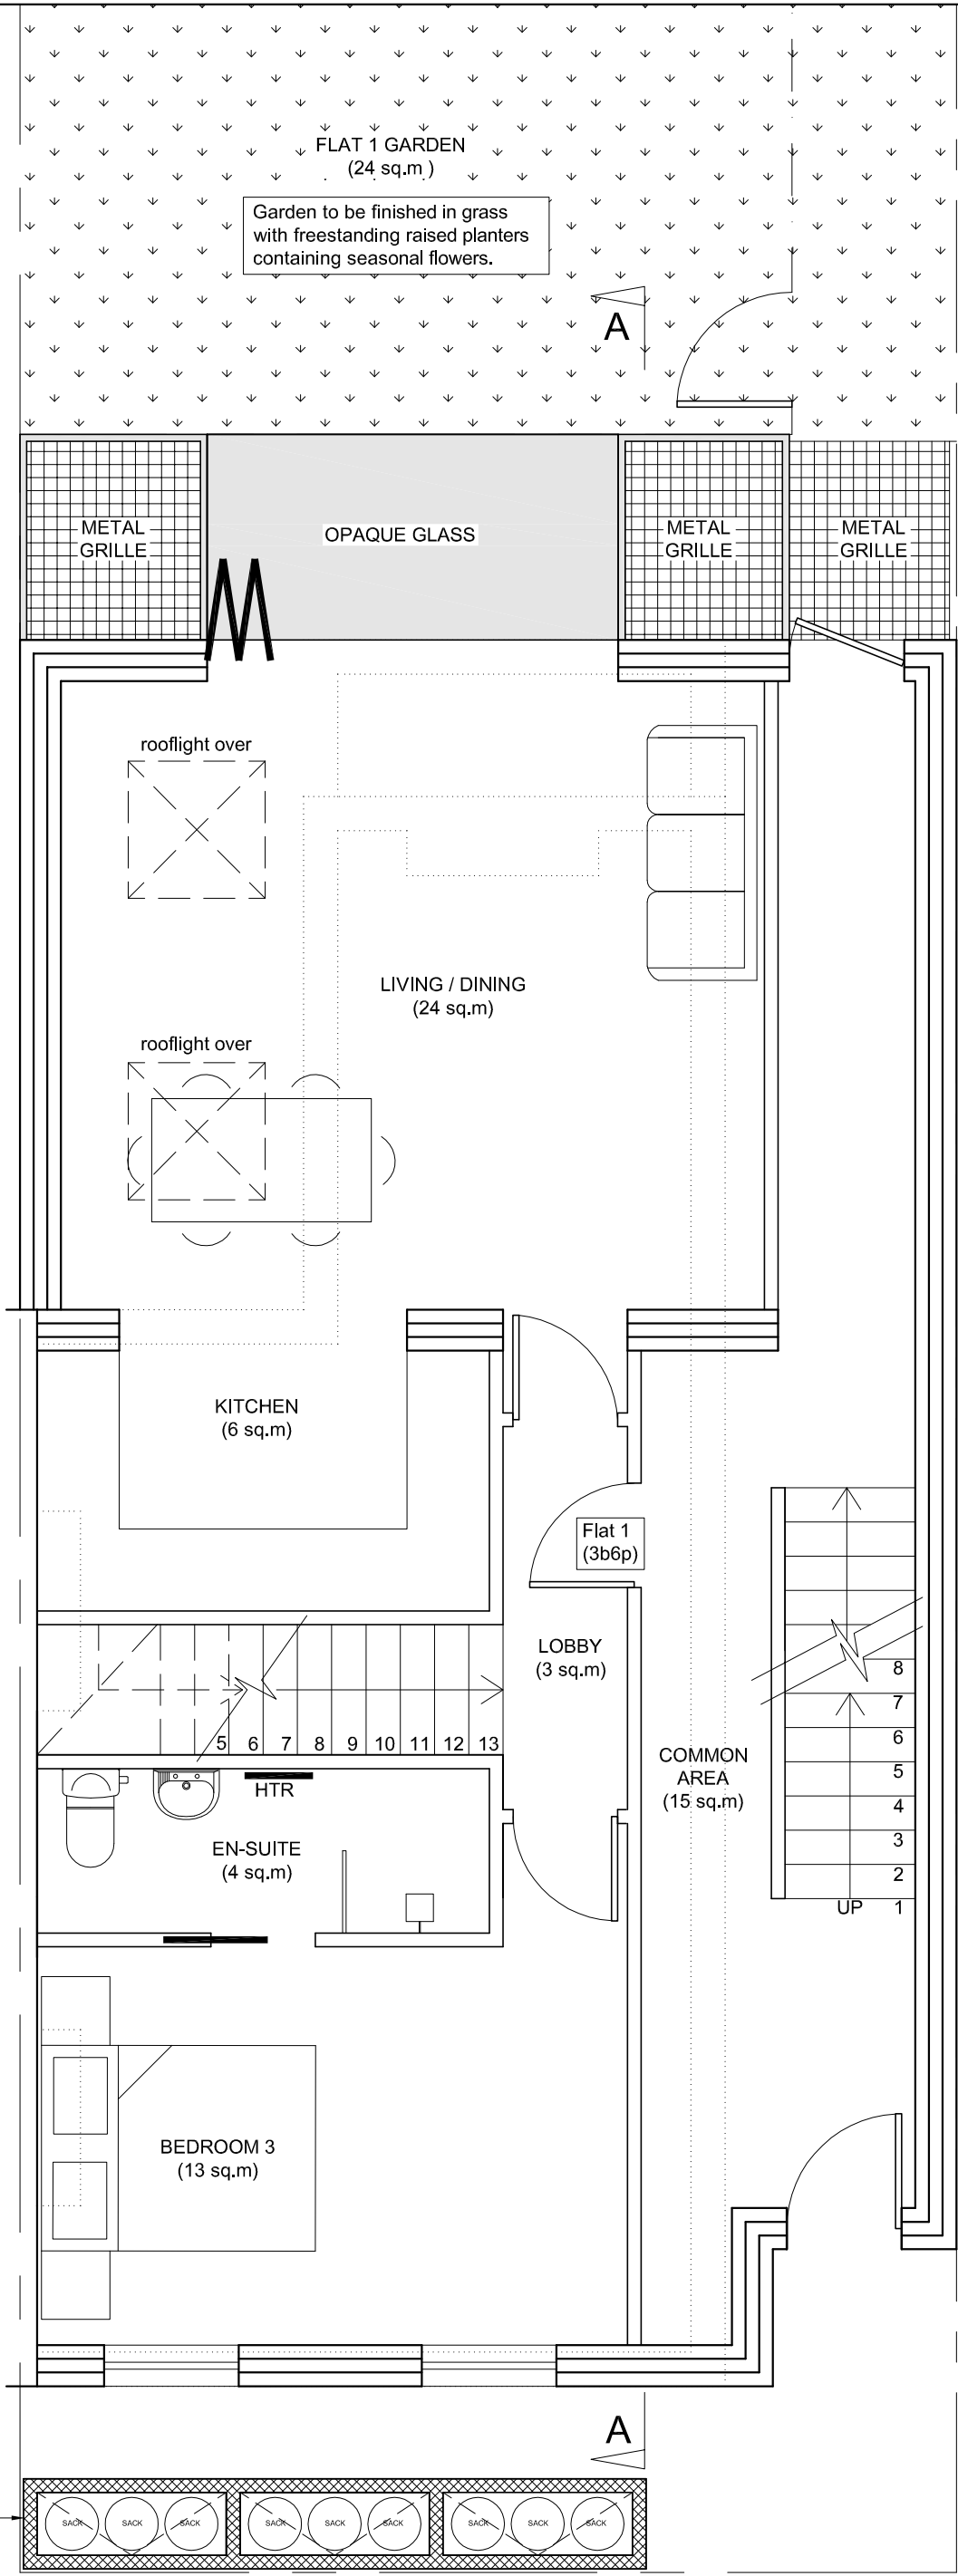 FLAT 1 GARDEN
(24 sq.m )
Garden to be finished in grass
with freestanding raised planters
containing seasonal flowers.
A
METAL
GRILLE
OPAQUE GLASS
METAL
GRILLE
METAL
GRILLE
rooflight over
LIVING / DINING
(24 sq.m)
rooflight over
KITCHEN
(6 sq.m)
Flat 1
(3b6p)
LOBBY
(3 sq.m)
5 6 7 8 9 10 11 12 13
8
7
6
5
4
3
2
UP 1
COMMON
AREA
(15 sq.m)
HTR
EN-SUITE
(4 sq.m)
BEDROOM 3
(13 sq.m)
A
SACK SACK SACK SACK SACK SACK SACK SACK SACK